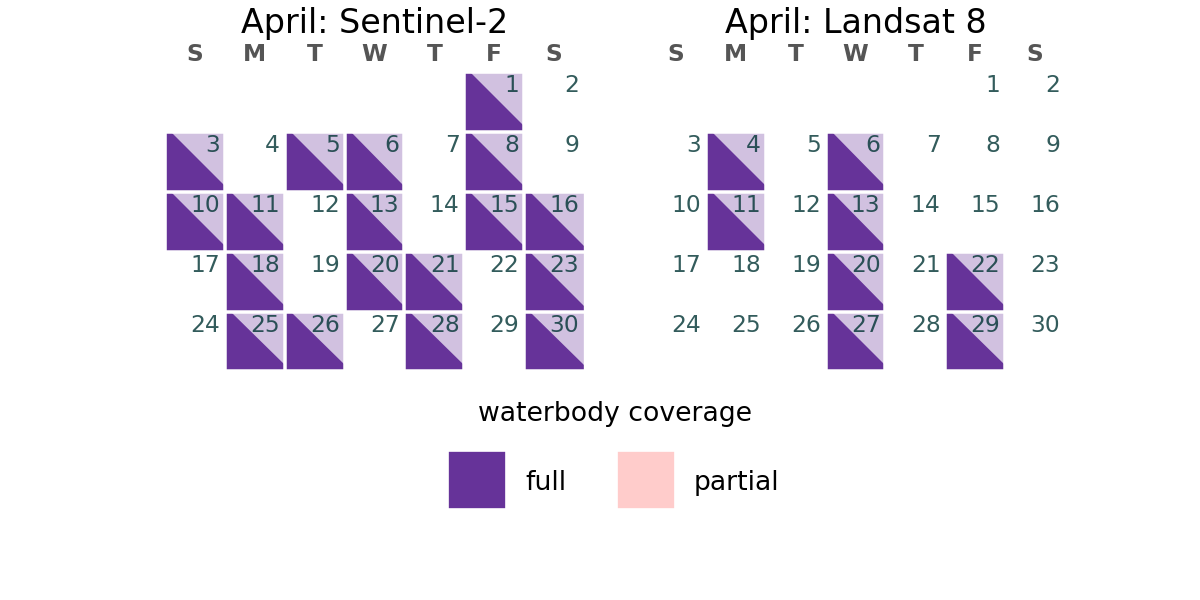 April: Sentinel-2
S M T W T F S
1 2
3 4 5 6 7 8 9
10 11 12 13 14 15 16
17 18 19 20 21 22 23
24 25 26 27 28 29 30
April: Landsat 8
S M T W T F S
1 2
3 4 5 6 7 8 9
10 11 12 13 14 15 16
17 18 19 20 21 22 23
24 25 26 27 28 29 30
waterbody coverage
full
partial